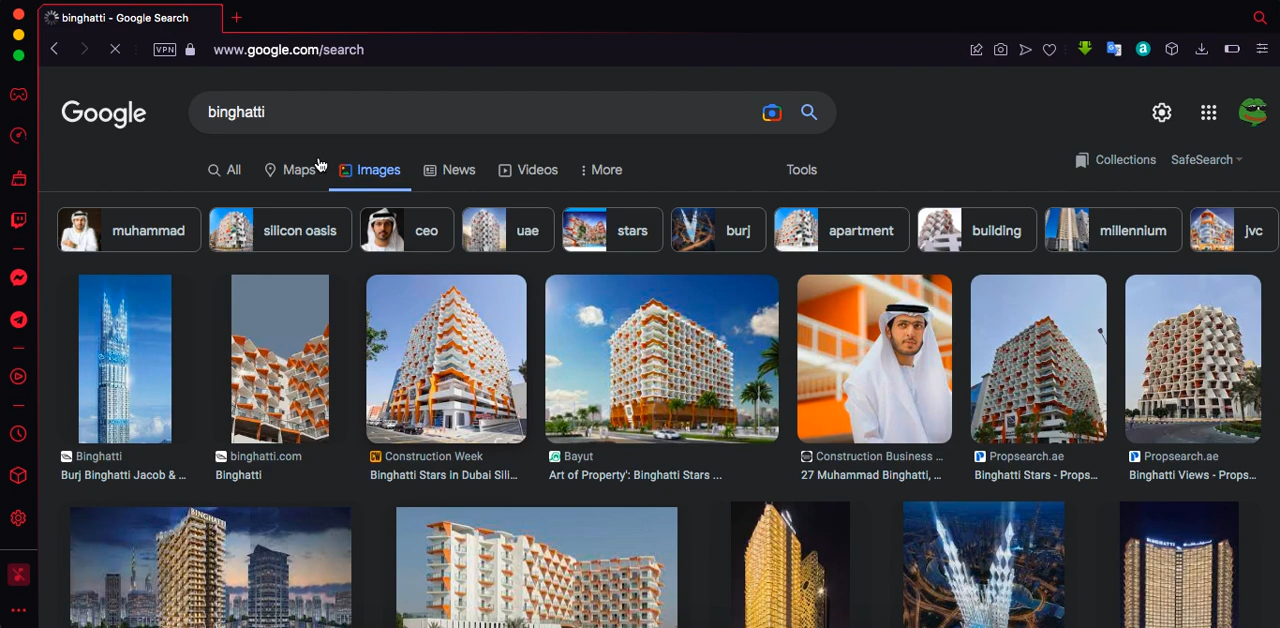 binghatti - Google Search
VPN
www.google.com/search
Google
binghatti
All
Maps
Images
News
Videos
More
Tools
Collections
SafeSearch
muhammad
silicon oasis
ceo
uae
stars
burj
apartment
building
millennium
jvc
Binghatti
Burj Binghatti Jacob & ...
binghatti.com
Binghatti
Construction Week
Binghatti Stars in Dubai Sili...
Bayut
Art of Property': Binghatti Stars ...
Construction Business ...
27 Muhammad Binghatti, ...
Propsearch.ae
Binghatti Stars - Props...
Propsearch.ae
Binghatti Views - Props...
BINGHATTI
BINGHATTI